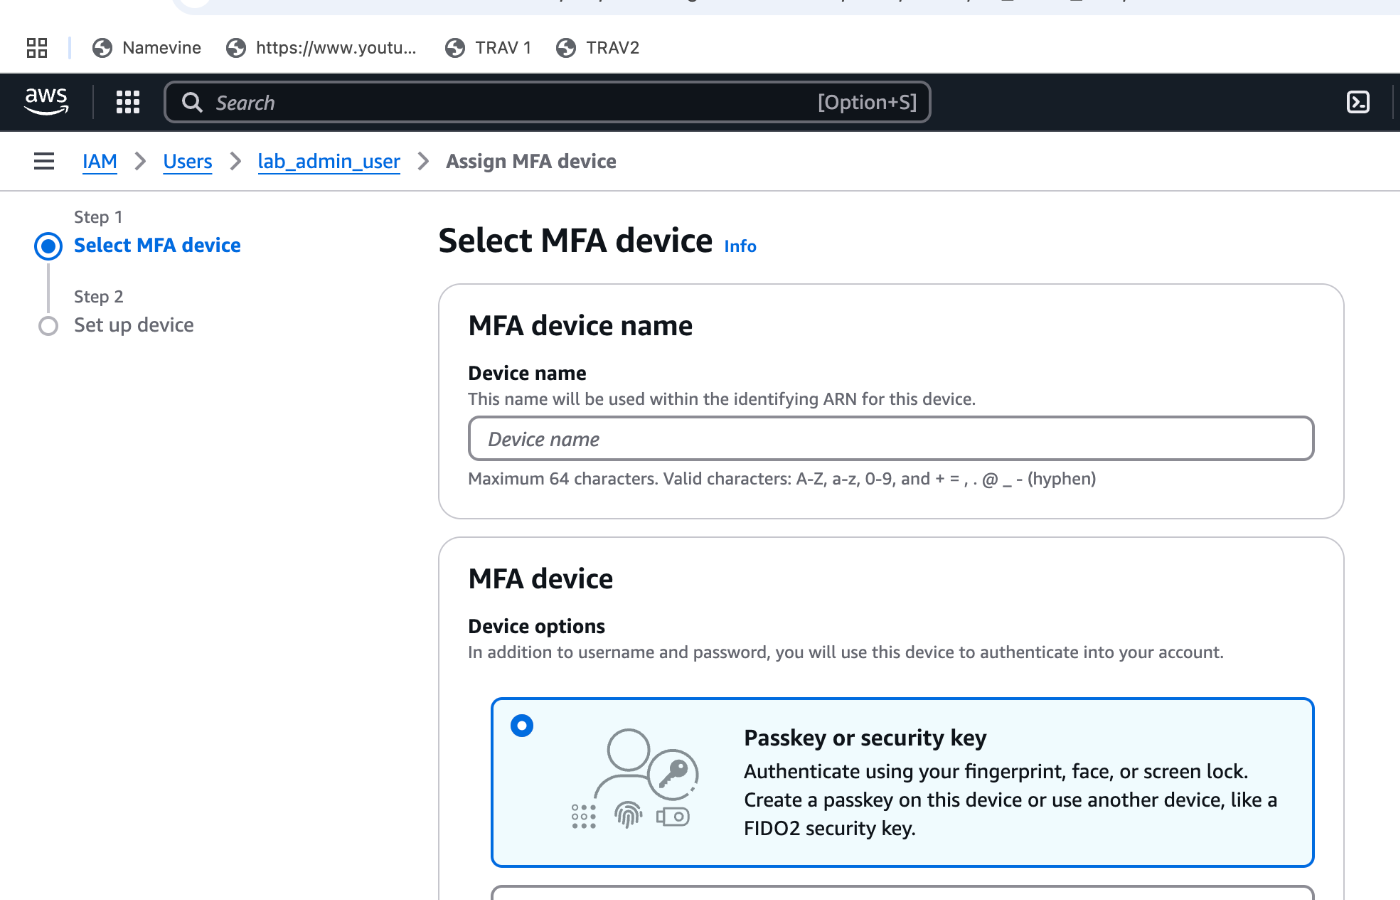 Namevine
https://www.youtu...
TRAV 1
TRAV2
aws
Search
[Option+S]
IAM
Users
lab_admin_user
Assign MFA device
Step 1
Select MFA device
Step 2
Set up device
Select MFA device Info
MFA device name
Device name
This name will be used within the identifying ARN for this device.
Device name
Maximum 64 characters. Valid characters: A-Z, a-z, 0-9, and + = , . @ _ - (hyphen)
MFA device
Device options
In addition to username and password, you will use this device to authenticate into your account.
Passkey or security key
Authenticate using your fingerprint, face, or screen lock.
Create a passkey on this device or use another device, like a
FIDO2 security key.